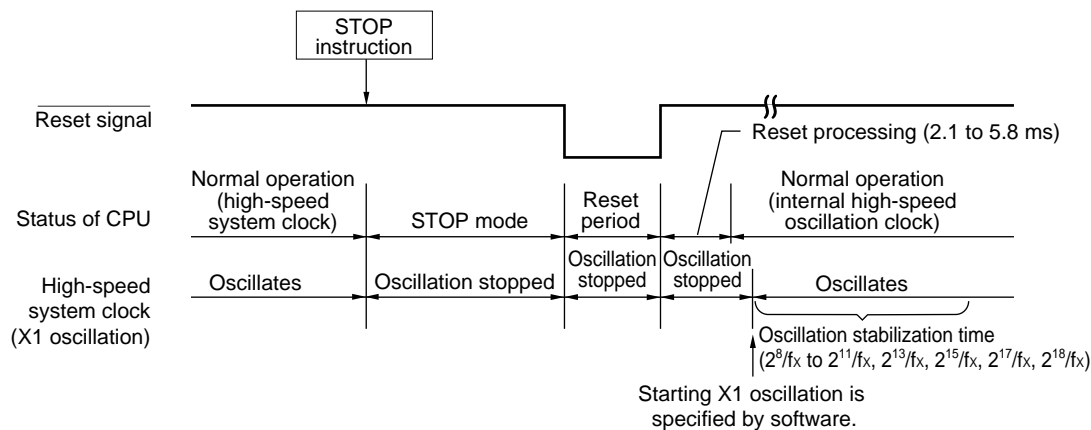 STOP
instruction
Reset signal
Reset processing (2.1 to 5.8 ms)
Status of CPU
Normal operation
(high-speed
system clock)
STOP mode
Reset
period
Normal operation
(internal high-speed
oscillation clock)
High-speed
system clock
(X1 oscillation)
Oscillates
Oscillation stopped
Oscillation
stopped
Oscillation
stopped
Oscillates
Oscillation stabilization time
(2⁸/fx to 2¹¹/fx, 2¹³/fx, 2¹⁵/fx, 2¹⁷/fx, 2¹⁸/fx)
Starting X1 oscillation is
specified by software.